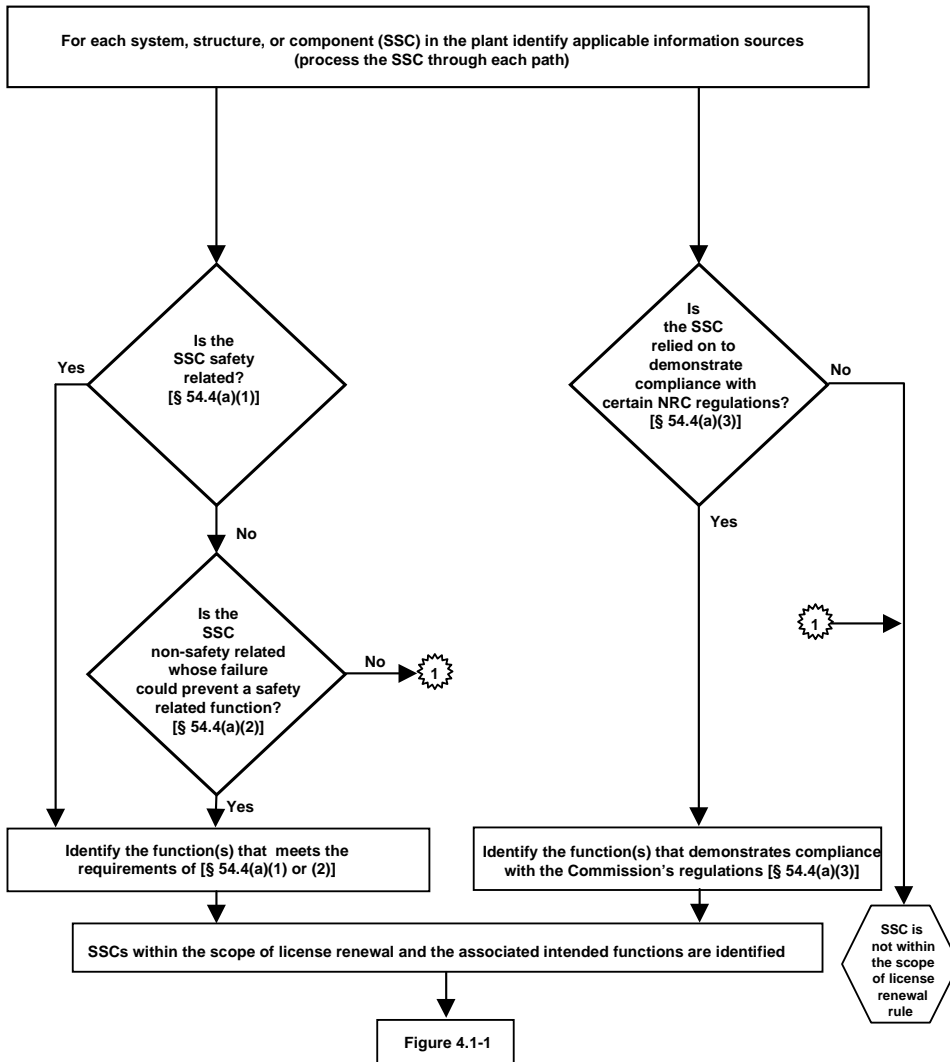 For each system, structure, or component (SSC) in the plant identify applicable information sources
(process the SSC through each path)
Is the
SSC safety
related?
[§ 54.4(a)(1)]
Yes
No
Is
the SSC
relied on to
demonstrate
compliance with
certain NRC regulations?
[§ 54.4(a)(3)]
No
Yes
Is the
SSC
non-safety related
whose failure
could prevent a safety
related function?
[§ 54.4(a)(2)]
No
1
1
Yes
Identify the function(s) that meets the
requirements of [§ 54.4(a)(1) or (2)]
Identify the function(s) that demonstrates compliance
with the Commission’s regulations [§ 54.4(a)(3)]
SSCs within the scope of license renewal and the associated intended functions are identified
SSC is
not within
the scope
of license
renewal
rule
Figure 4.1-1